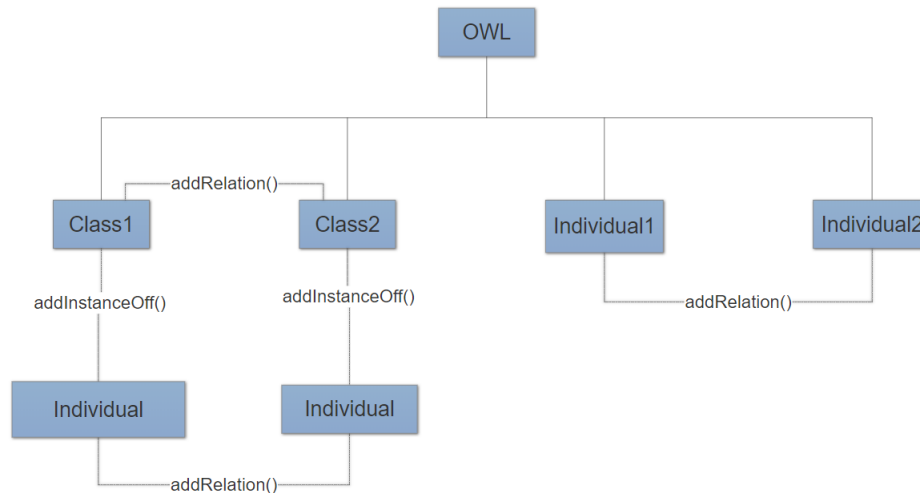 OWL
addRelation()
Class1
Class2
Individual1
Individual2
addInstanceOff()
addInstanceOff()
addRelation()
Individual
Individual
addRelation()